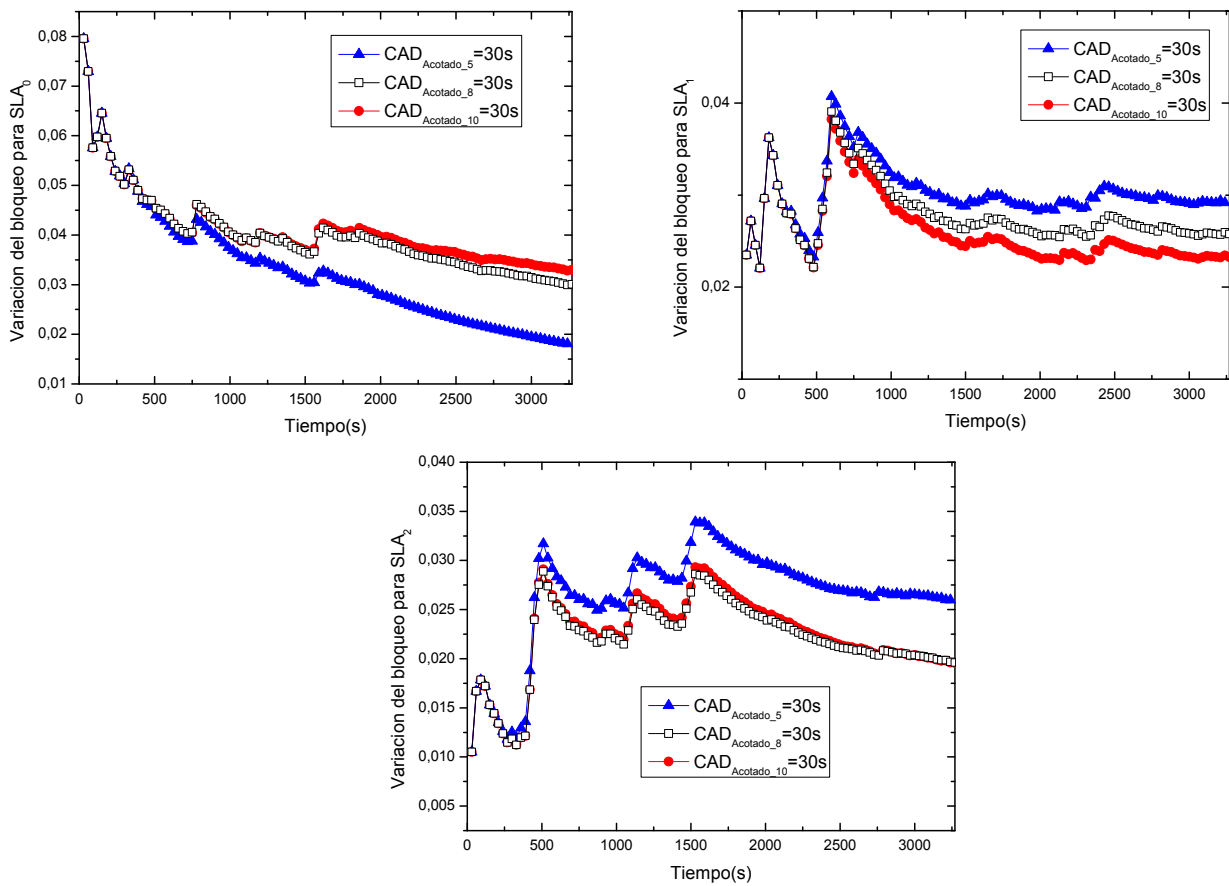 0,08
0,07
0,06
0,05
0,04
0,03
0,02
0,01
Variacion del bloqueo para SLA0
CADAcotado_5=30s
CADAcotado_8=30s
CADAcotado_10=30s
0 500 1000 1500 2000 2500 3000
Tiempo(s)
0,04
0,02
Variacion del bloqueo para SLA1
CADAcotado_5=30s
CADAcotado_8=30s
CADAcotado_10=30s
0 500 1000 1500 2000 2500 3000
Tiempo(s)
0,040
0,035
0,030
0,025
0,020
0,015
0,010
0,005
Variacion del bloqueo para SLA2
CADAcotado_5=30s
CADAcotado_8=30s
CADAcotado_10=30s
0 500 1000 1500 2000 2500 3000
Tiempo(s)